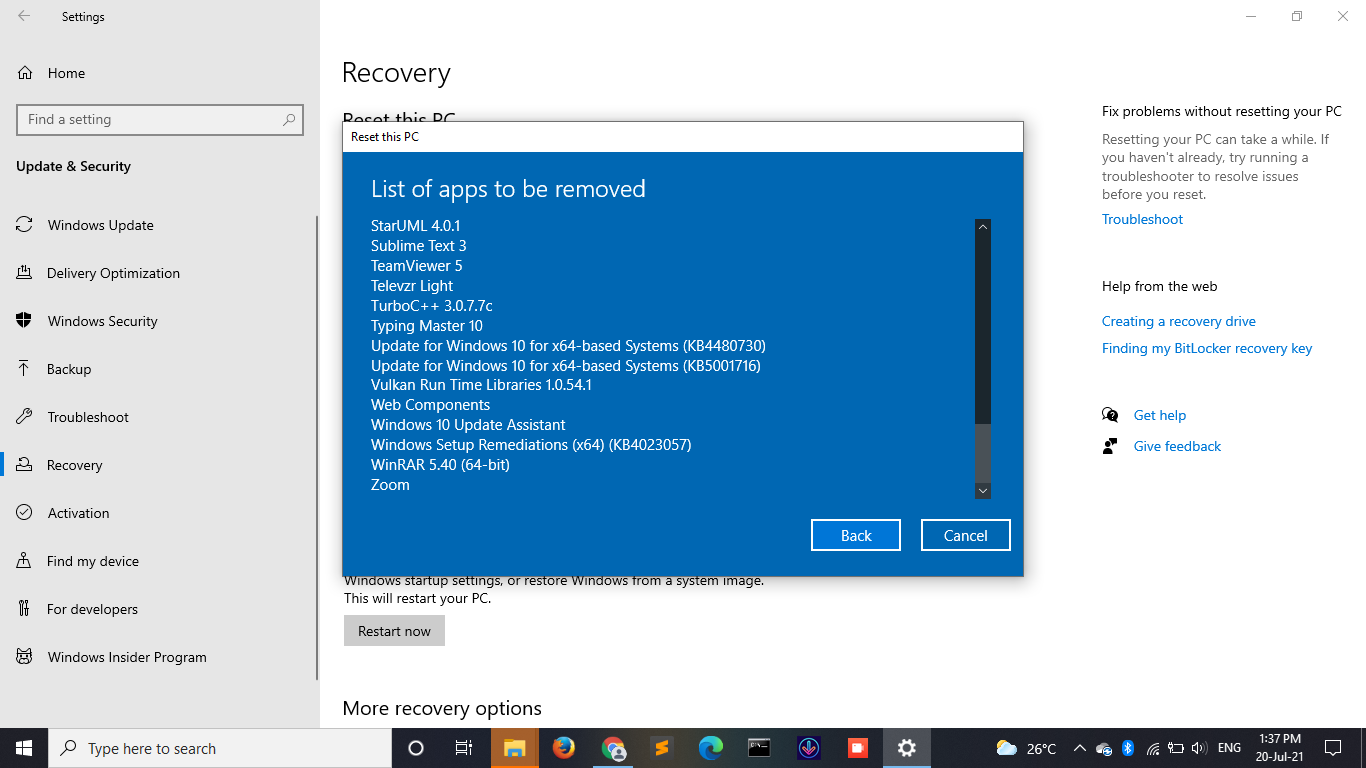 Settings
Home
Find a setting
Update & Security
Windows Update
Delivery Optimization
Windows Security
Backup
Troubleshoot
Recovery
Activation
Find my device
For developers
Windows Insider Program
Recovery
Reset this PC
Reset this PC
List of apps to be removed
StarUML 4.0.1
Sublime Text 3
TeamViewer 5
Televzr Light
TurboC++ 3.0.7.7c
Typing Master 10
Update for Windows 10 for x64-based Systems (KB4480730)
Update for Windows 10 for x64-based Systems (KB5001716)
Vulkan Run Time Libraries 1.0.54.1
Web Components
Windows 10 Update Assistant
Windows Setup Remediations (x64) (KB4023057)
WinRAR 5.40 (64-bit)
Zoom
Back
Cancel
Windows startup settings, or restore Windows from a system image.
This will restart your PC.
Restart now
More recovery options
Fix problems without resetting your PC
Resetting your PC can take a while. If
you haven't already, try running a
troubleshooter to resolve issues
before you reset.
Troubleshoot
Help from the web
Creating a recovery drive
Finding my BitLocker recovery key
Get help
Give feedback
Type here to search
26°C
ENG
1:37 PM
20-Jul-21